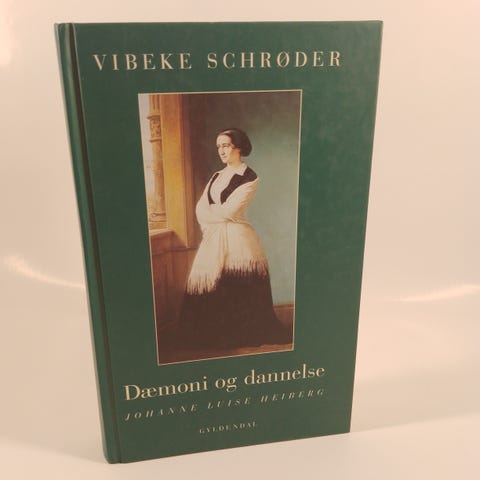 VIBEKE SCHRØDER
Dæmoni og dannelse
JOHANNE LUISE HEIBERG
GYLDENDAL